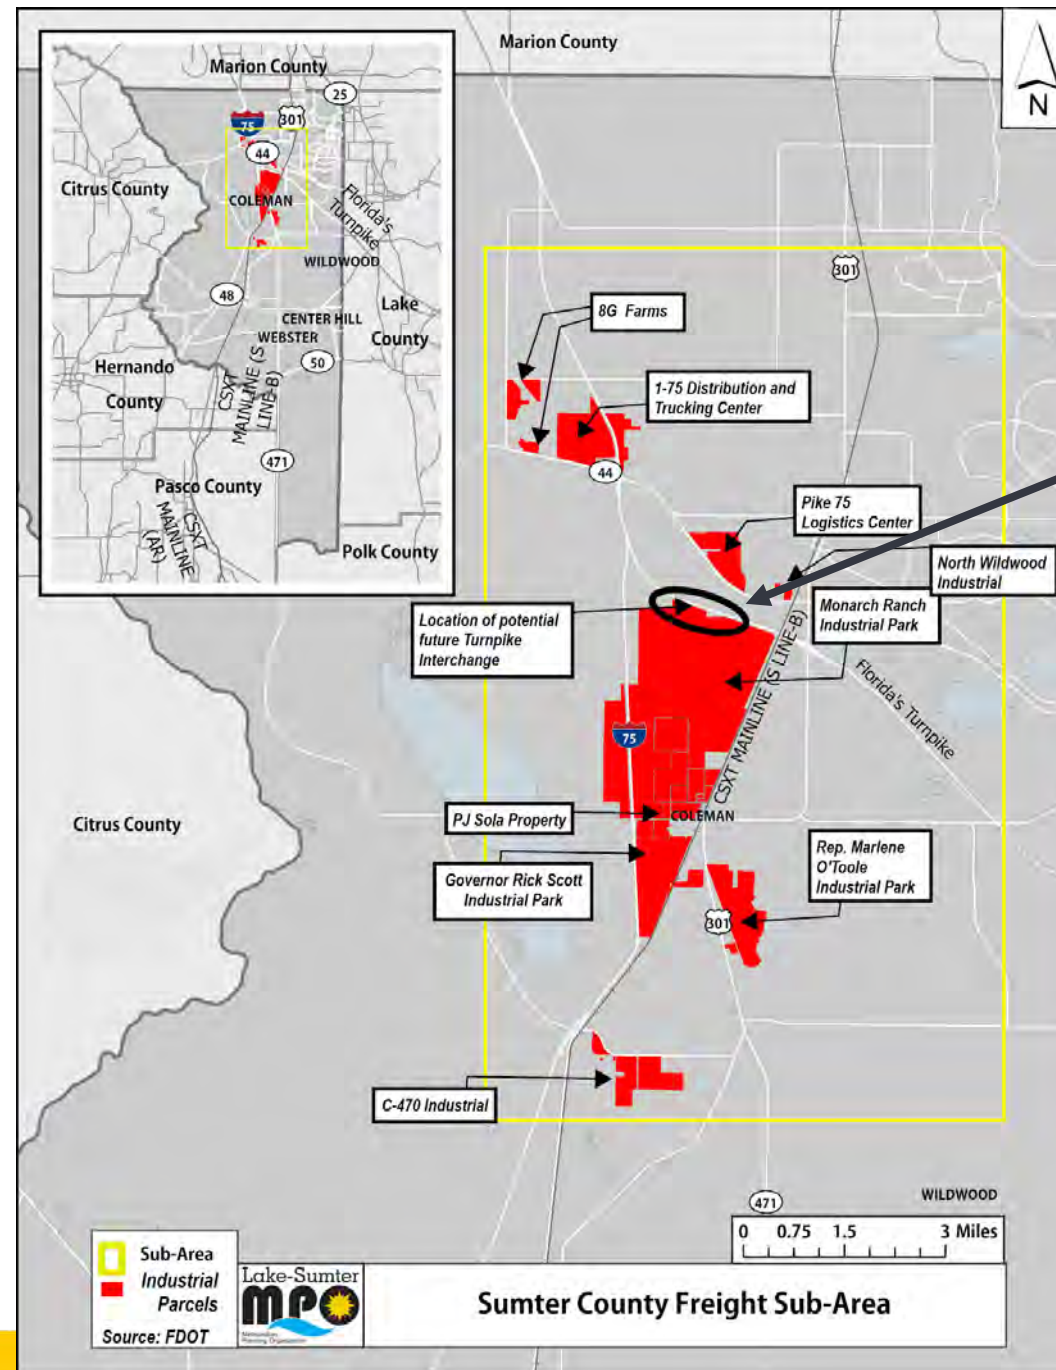 Marion County
N
Marion County
25
301
75
44
Citrus County
COLEMAN
Florida's
Turnpike
WILDWOOD
48
Lake
County
CENTER HILL
WEBSTER
50
Hernando
County
CSXT
MAINLINE (S
LINE-B)
471
Pasco County
CSXT
MAINLINE
(AR)
Polk County
301
8G Farms
1-75 Distribution and
Trucking Center
44
Pike 75
Logistics Center
North Wildwood
Industrial
Monarch Ranch
Industrial Park
Location of potential
future Turnpike
Interchange
CSXT MAINLINE (S LINE-B)
Florida's Turnpike
75
Citrus County
PJ Sola Property
COLEMAN
Governor Rick Scott
Industrial Park
Rep. Marlene
O'Toole
Industrial Park
301
C-470 Industrial
471
WILDWOOD
0 0.75 1.5 3 Miles
Sub-Area
Industrial
Parcels
Source: FDOT
Lake-Sumter
MPO
Metropolitan
Planning Organization
Sumter County Freight Sub-Area